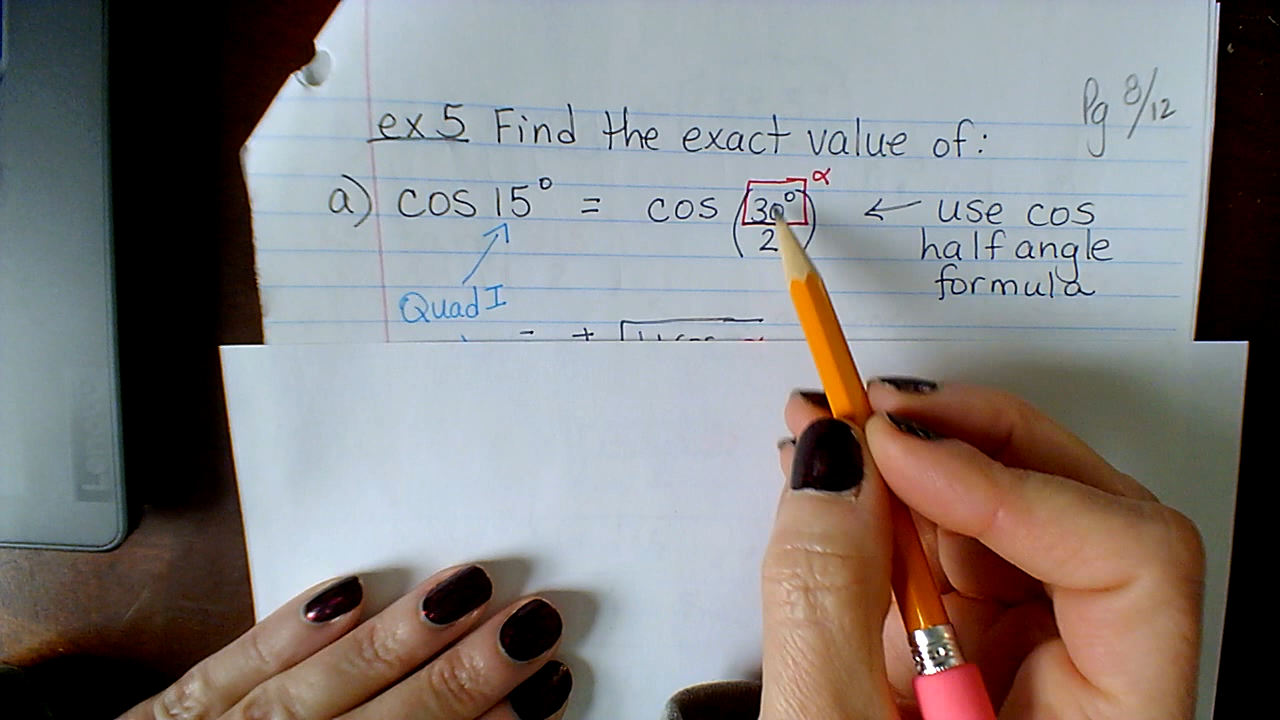 Pg 8/12
ex 5 Find the exact value of:
a) cos 15° = cos (30°/2) α ← use cos
half angle
formula
Quad I